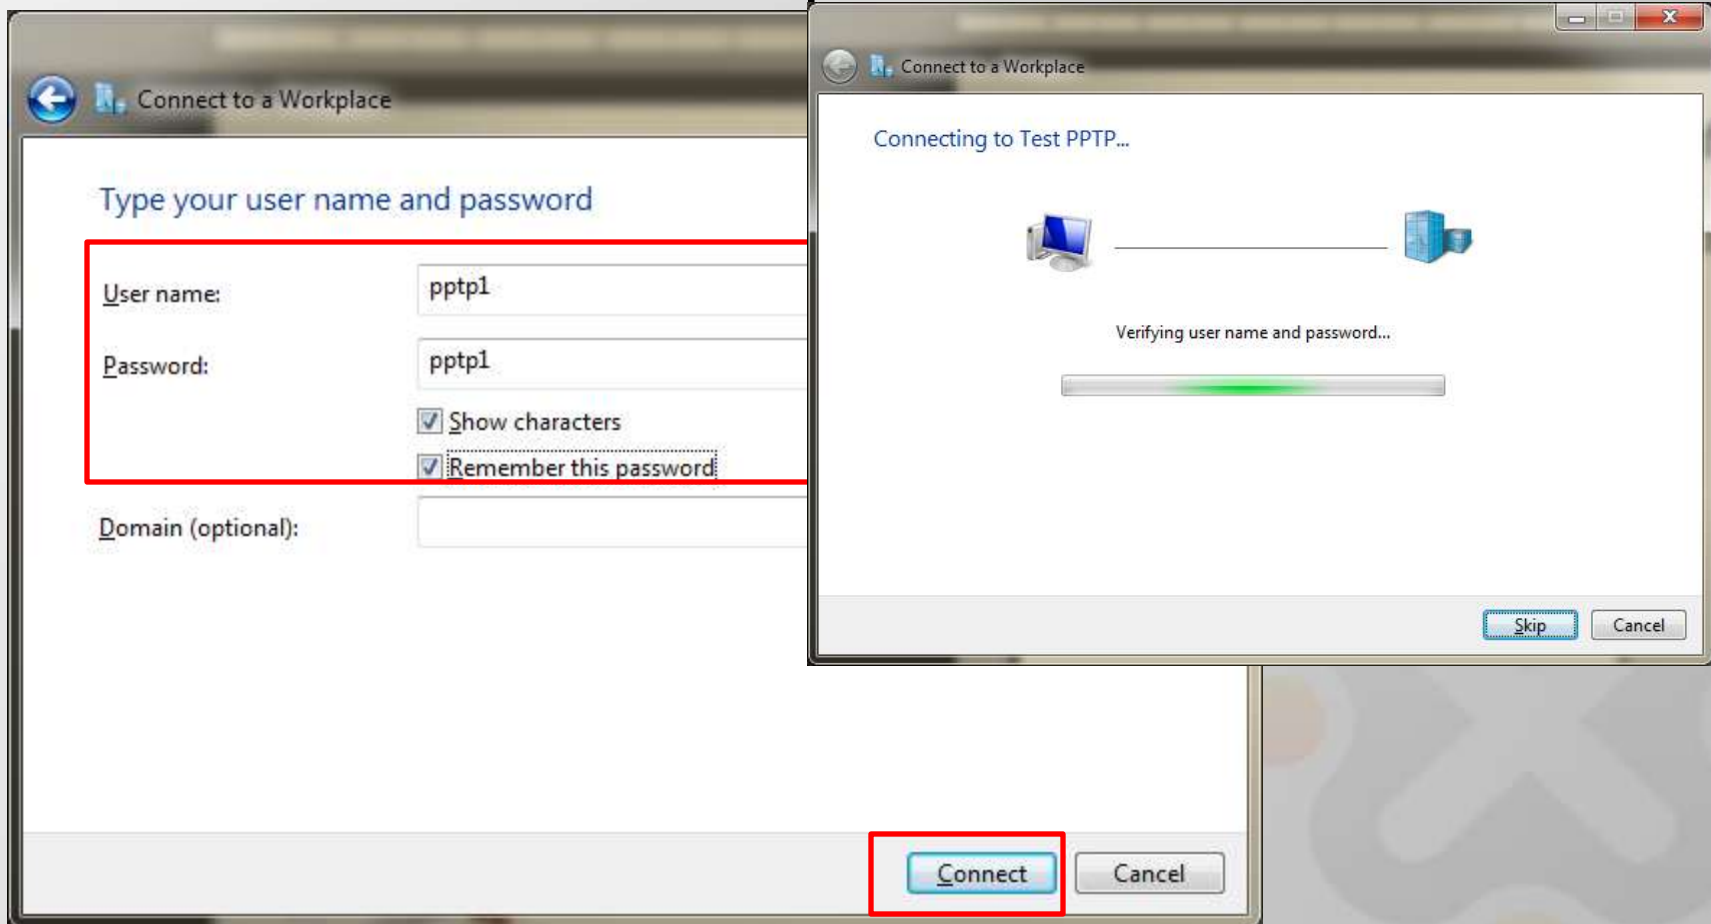 Connect to a Workplace
Type your user name and password
User name: pptp1
Password: pptp1
Show characters
Remember this password
Domain (optional):
Connect Cancel
Connect to a Workplace
Connecting to Test PPTP...
Verifying user name and password...
Skip Cancel